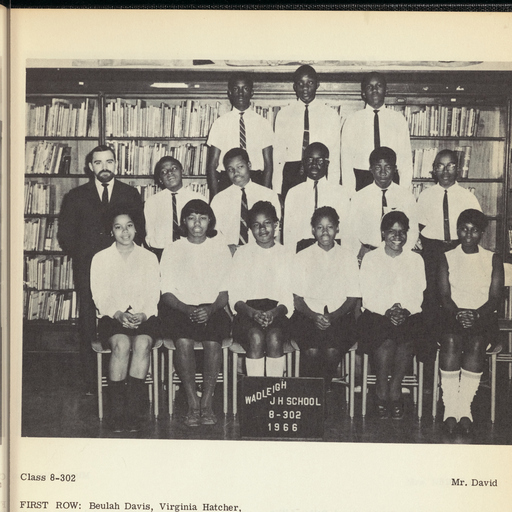 WADLEIGH
J H SCHOOL
8-302
1966
Class 8-302
Mr. David
FIRST ROW: Beulah Davis, Virginia Hatcher,